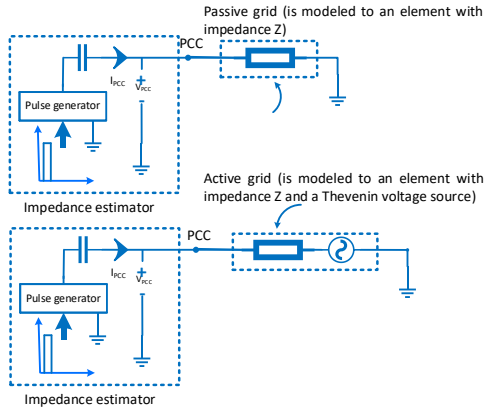 Passive grid (is modeled to an element with
impedance Z)
PCC
IPCC
+
VPCC
-
Pulse generator
Impedance estimator
Active grid (is modeled to an element with
impedance Z and a Thevenin voltage source)
PCC
IPCC
+
VPCC
-
Pulse generator
Impedance estimator